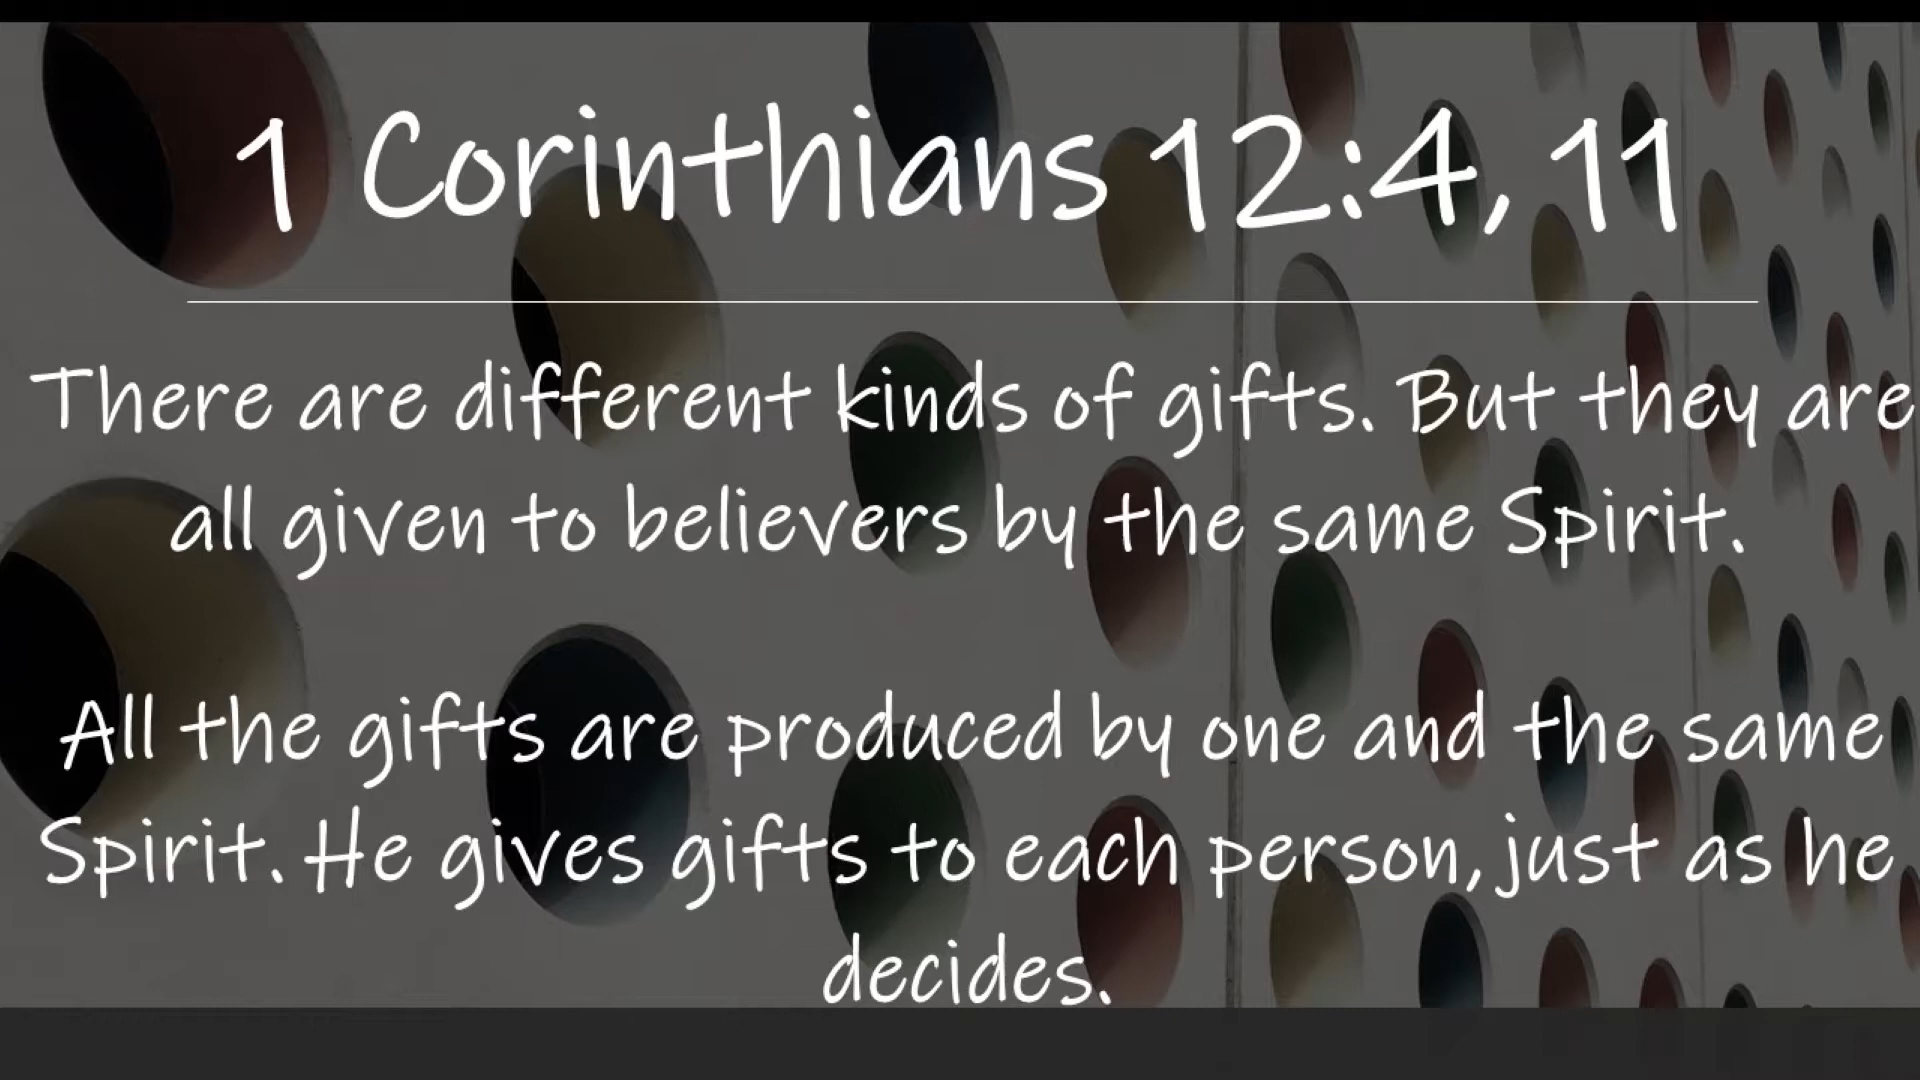 1 Corinthians 12:4, 11
There are different kinds of gifts. But they are
all given to believers by the same Spirit.
All the gifts are produced by one and the same
Spirit. He gives gifts to each person, just as he
decides.